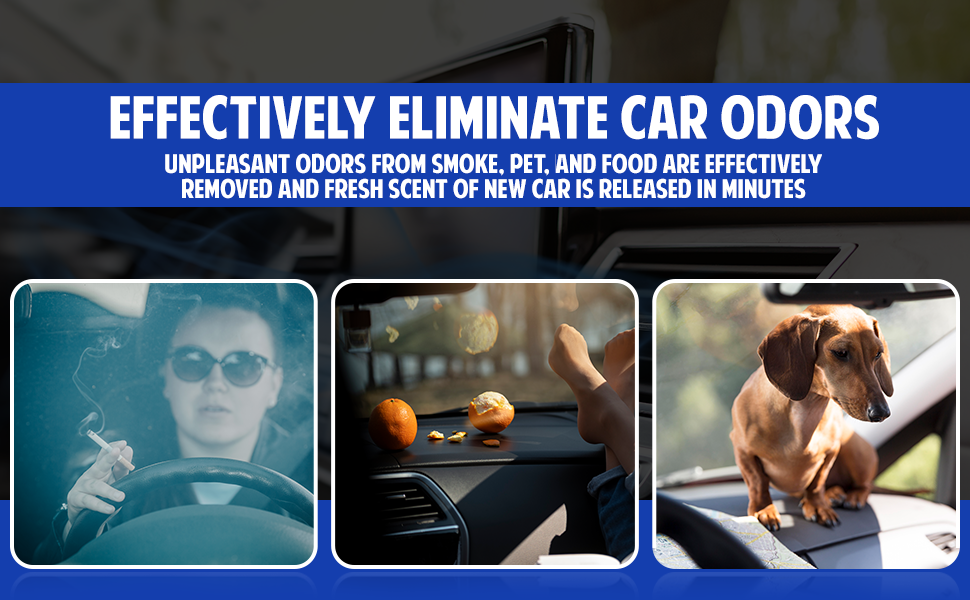 EFFECTIVELY ELIMINATE CAR ODORS
UNPLEASANT ODORS FROM SMOKE, PET, AND FOOD ARE EFFECTIVELY
REMOVED AND FRESH SCENT OF NEW CAR IS RELEASED IN MINUTES